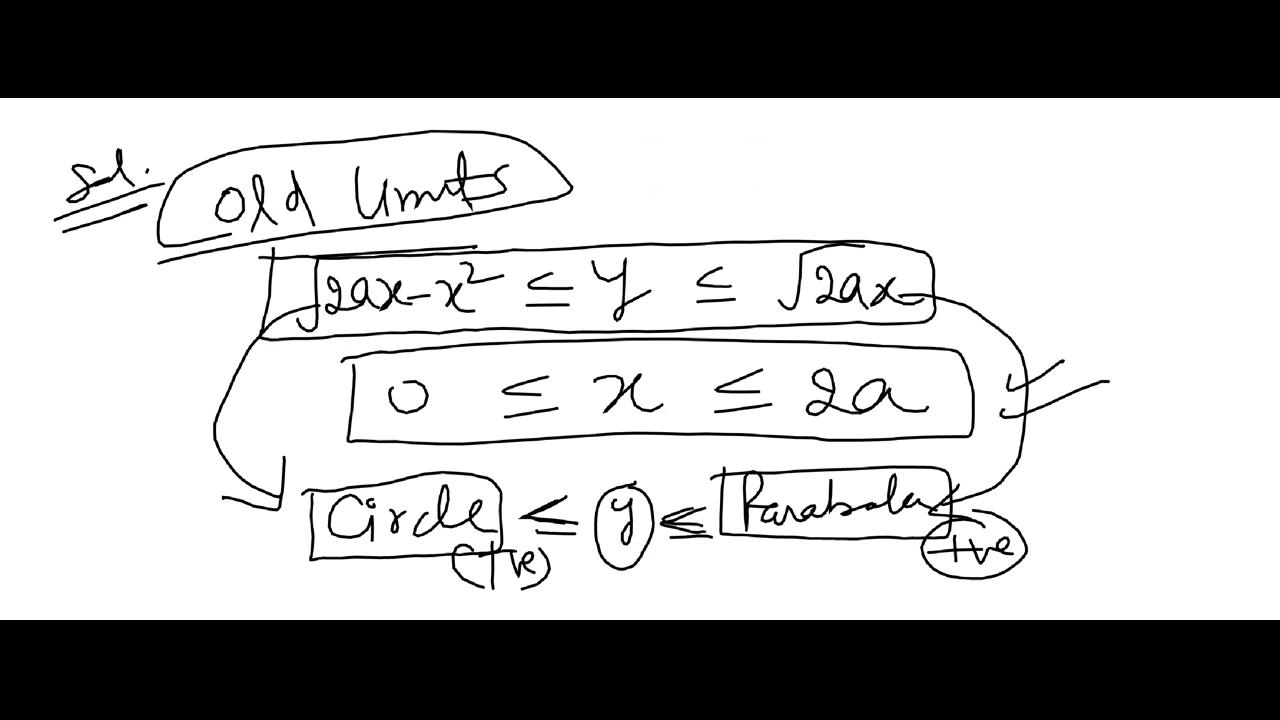 Sol. Old Limits
√2ax-x² ≤ y ≤ √2ax
0 ≤ x ≤ 2a
Circle ≤ y ≤ Parabola
(+ve) +ve